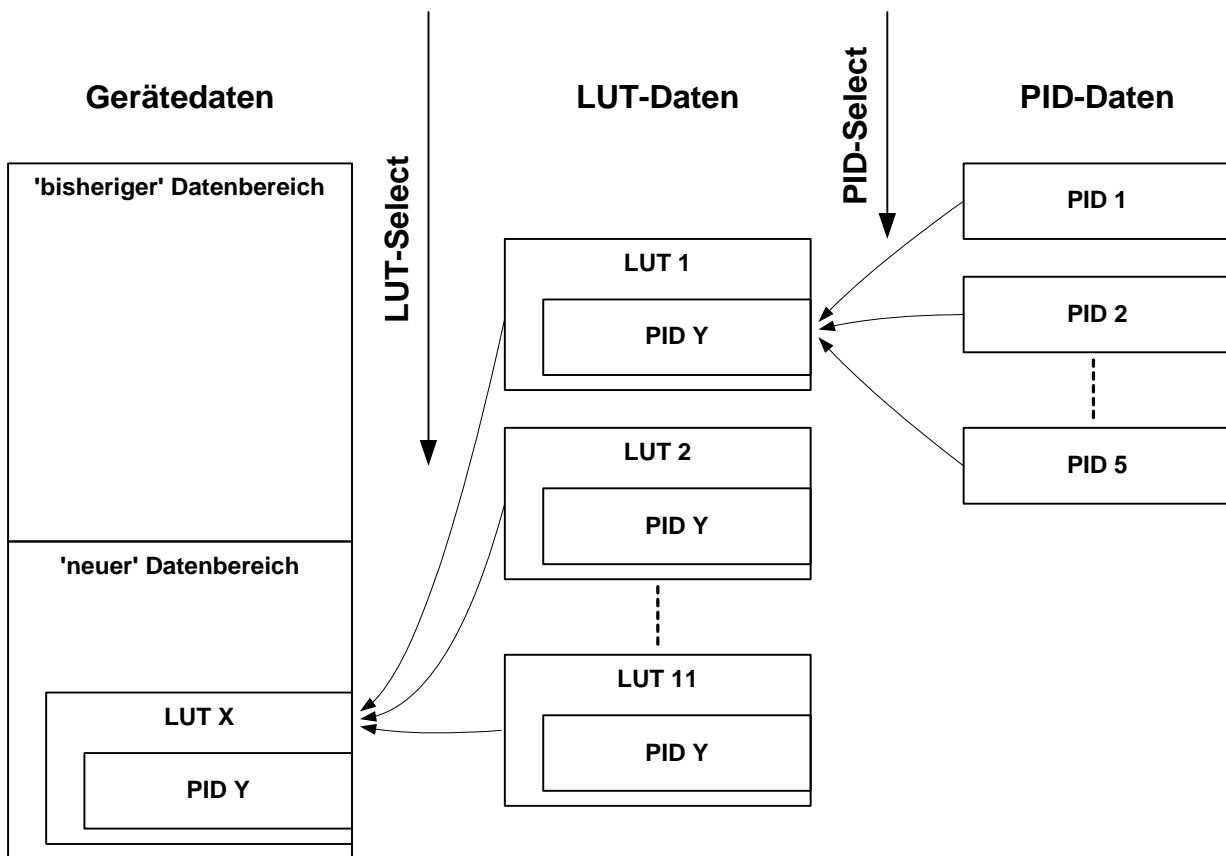 Gerätedaten
'bisheriger' Datenbereich
'neuer' Datenbereich
LUT X
PID Y
LUT-Select
LUT-Daten
LUT 1
PID Y
LUT 2
PID Y
LUT 11
PID Y
PID-Select
PID-Daten
PID 1
PID 2
PID 5